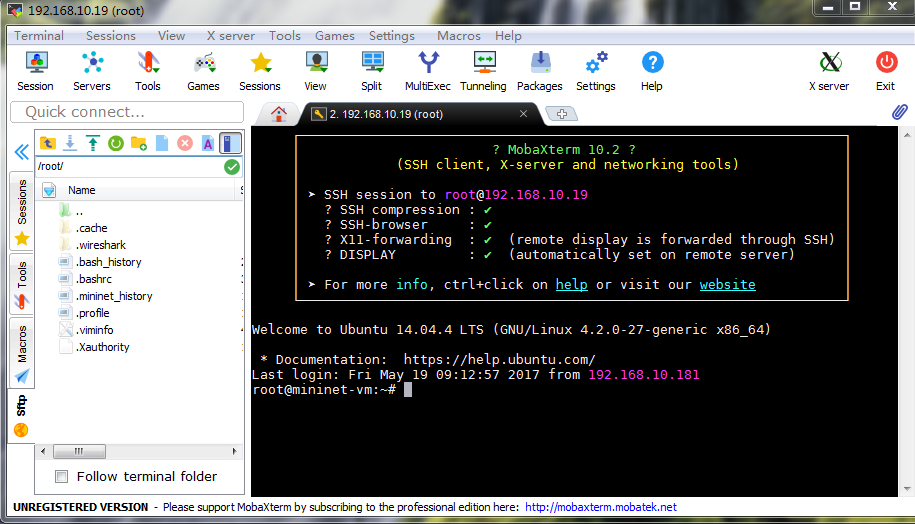 192.168.10.19 (root)
Terminal Sessions View X server Tools Games Settings Macros Help
Session Servers Tools Games Sessions View Split MultiExec Tunneling Packages Settings Help X server Exit
Quick connect...
2. 192.168.10.19 (root)
/root/
Name
..
.cache
.wireshark
.bash_history
.bashrc
.mininet_history
.profile
.viminfo
.Xauthority
Sessions
Tools
Macros
Sftp
Follow terminal folder
? MobaXterm 10.2 ?
(SSH client, X-server and networking tools)
➤ SSH session to root@192.168.10.19
? SSH compression : ✔
? SSH-browser : ✔
? X11-forwarding : ✔ (remote display is forwarded through SSH)
? DISPLAY : ✔ (automatically set on remote server)
➤ For more info, ctrl+click on help or visit our website
Welcome to Ubuntu 14.04.4 LTS (GNU/Linux 4.2.0-27-generic x86_64)
* Documentation: https://help.ubuntu.com/
Last login: Fri May 19 09:12:57 2017 from 192.168.10.181
root@mininet-vm:~#
UNREGISTERED VERSION - Please support MobaXterm by subscribing to the professional edition here: http://mobaxterm.mobatek.net